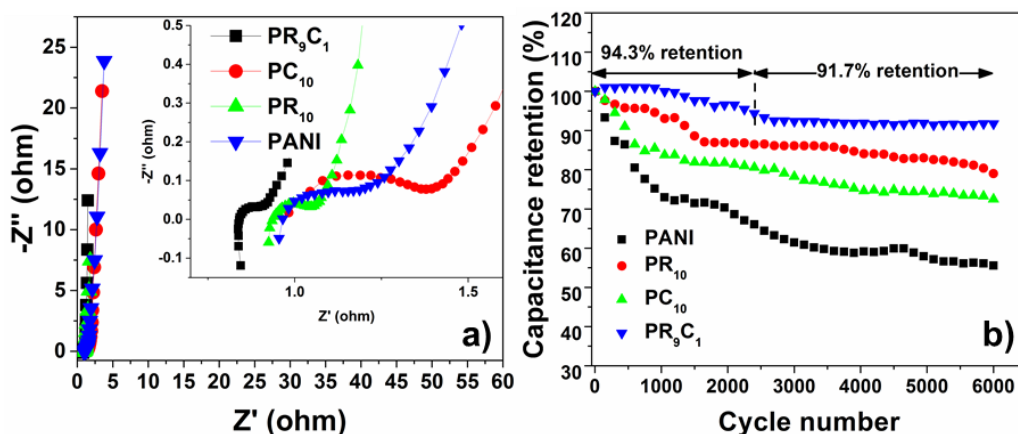 -Z'' (ohm)
25
20
15
10
5
0
0 5 10 15 20 25 30 35 40 45 50 55 60
Z' (ohm)
a)
-Z'' (ohm)
0.5
0.4
0.3
0.2
0.1
0.0
-0.1
1.0 1.5
Z' (ohm)
PR₉C₁
PC₁₀
PR₁₀
PANI
Capacitance retention (%)
120
110
100
90
80
70
60
50
40
30
94.3% retention
91.7% retention
PANI
PR₁₀
PC₁₀
PR₉C₁
b)
0 1000 2000 3000 4000 5000 6000
Cycle number